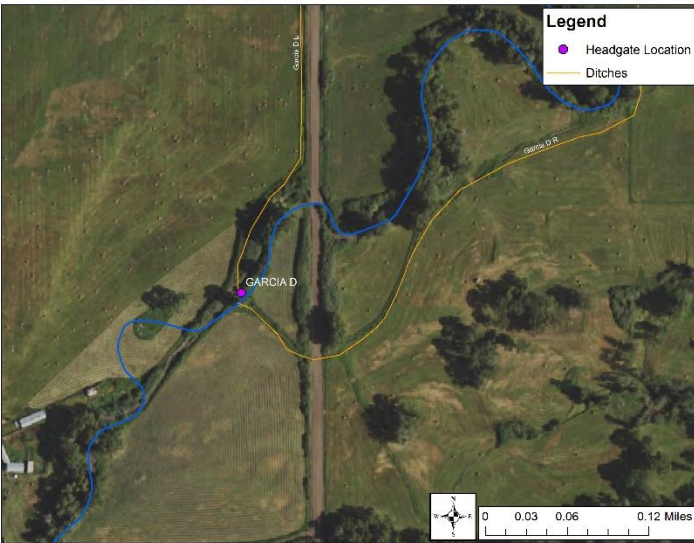 Legend
Headgate Location
Ditches
Garcia D L
Garcia D R
GARCIA D
N
W E
S
0 0.03 0.06 0.12 Miles